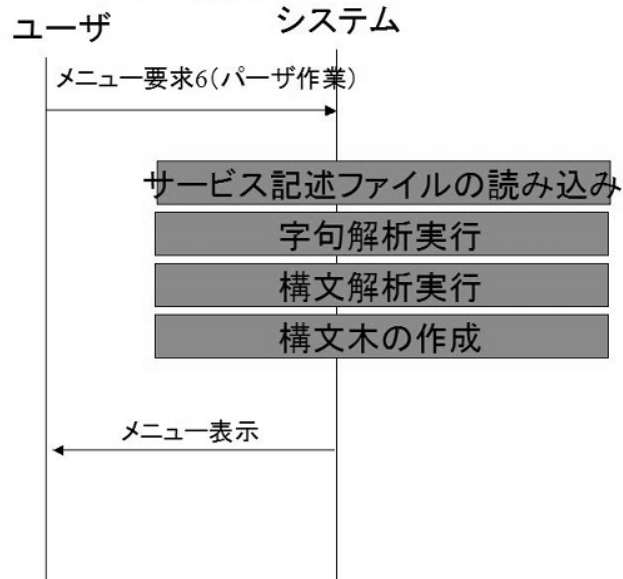 ユーザ
システム
メニュー要求6(パーザ作業)
サービス記述ファイルの読み込み
字句解析実行
構文解析実行
構文木の作成
メニュー表示